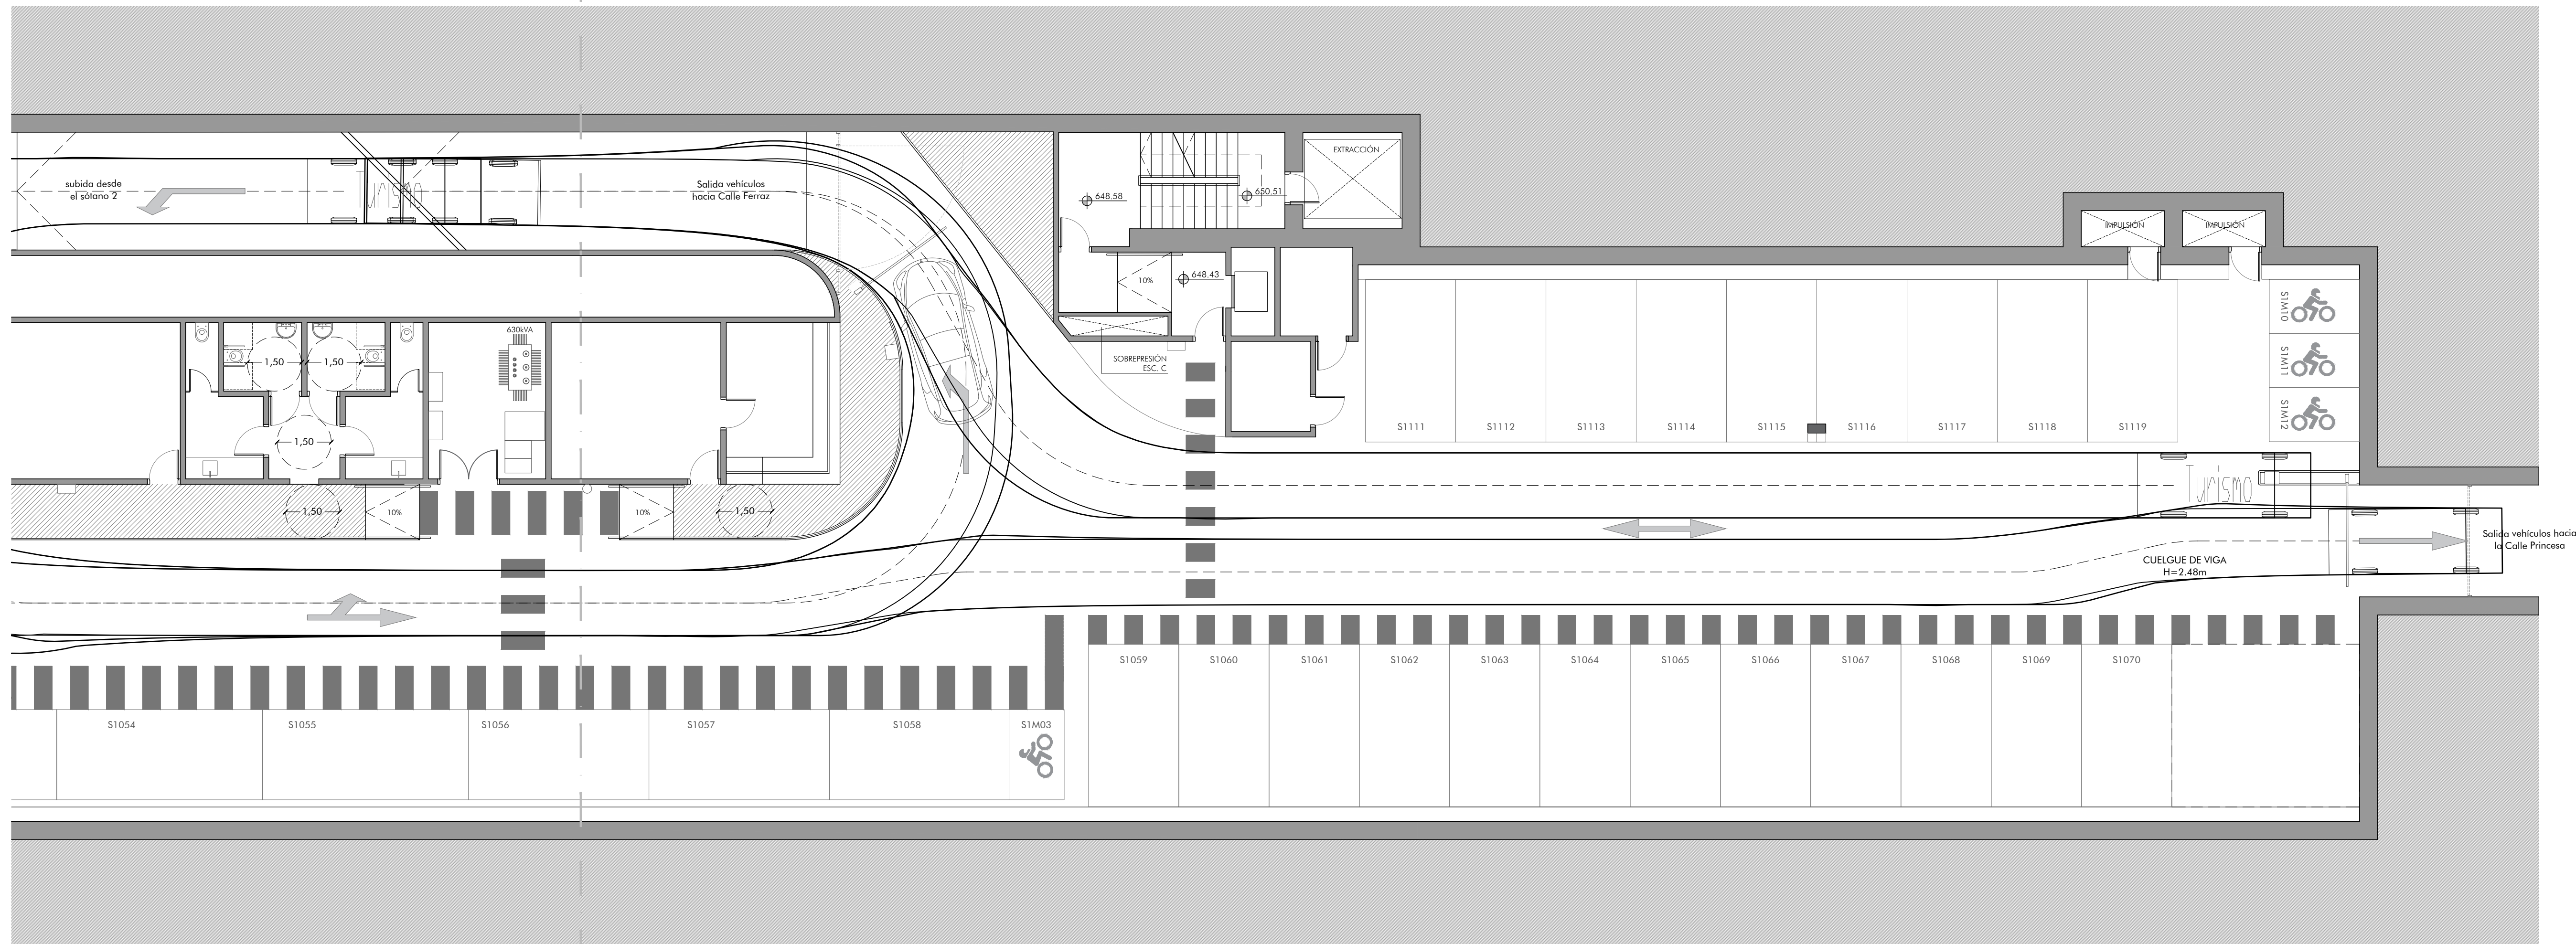 EXTRACCIÓN
subida desde
el sótano 2
Turismo
Salida vehículos
hacia Calle Ferraz
648.58
650.51
IMPULSIÓN
IMPULSIÓN
10%
648.43
630kVA
1,50
1,50
SOBREPRESIÓN
ESC. C
S1M10
S1M11
S1M12
1,50
S1111
S1112
S1113
S1114
S1115
S1116
S1117
S1118
S1119
Turismo
1,50
10%
10%
1,50
Salida vehículos hacia
la Calle Princesa
CUELGUE DE VIGA
H=2.48m
S1059
S1060
S1061
S1062
S1063
S1064
S1065
S1066
S1067
S1068
S1069
S1070
S1054
S1055
S1056
S1057
S1058
S1M03